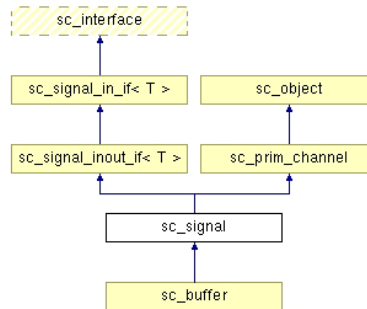 sc_interface
sc_signal_in_if< T >
sc_object
sc_signal_inout_if< T >
sc_prim_channel
sc_signal
sc_buffer